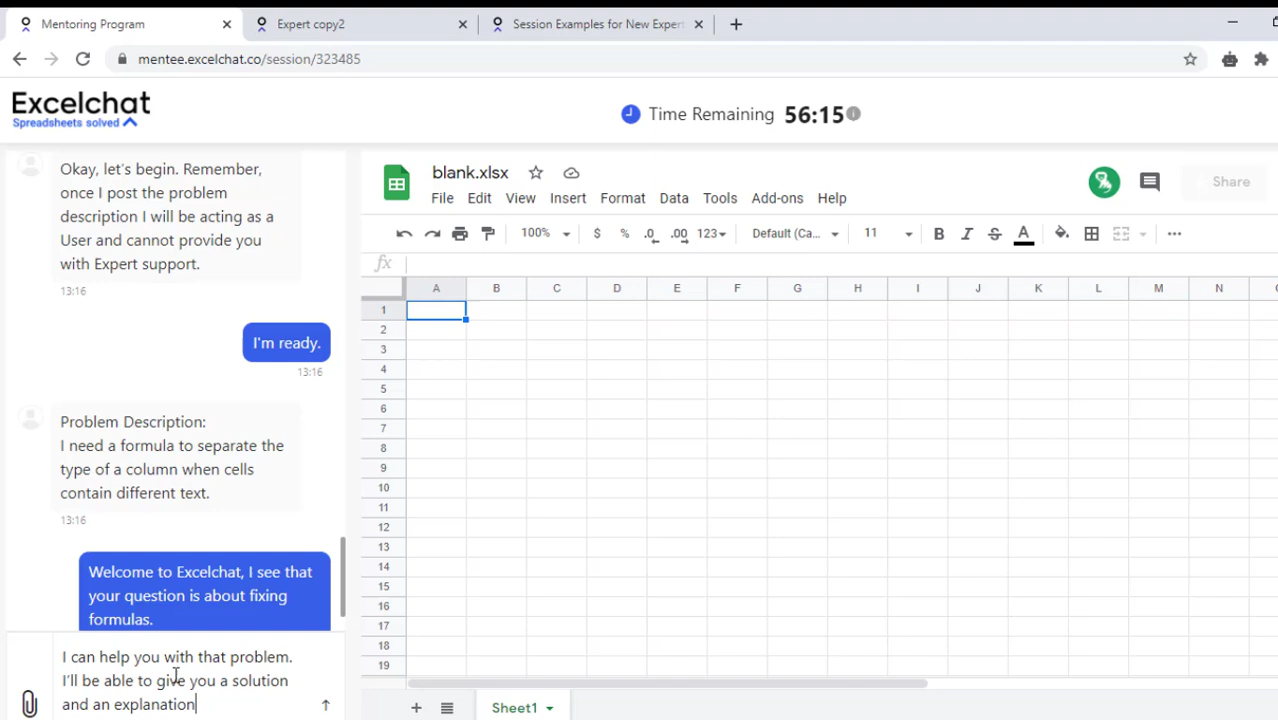 Mentoring Program
Expert copy2
Session Examples for New Expert
mentee.excelchat.co/session/323485
Excelchat
Spreadsheets solved
Time Remaining 56:15
Okay, let's begin. Remember,
once I post the problem
description I will be acting as a
User and cannot provide you
with Expert support.
13:16
I'm ready.
13:16
Problem Description:
I need a formula to separate the
type of a column when cells
contain different text.
13:16
Welcome to Excelchat, I see that
your question is about fixing
formulas.
I can help you with that problem.
I'll be able to give you a solution
and an explanation
blank.xlsx
Share
File Edit View Insert Format Data Tools Add-ons Help
100% $ % .0 .00 123 Default (Ca... 11 B I S A
fx
A B C D E F G H I J K L M N
1
2
3
4
5
6
7
8
9
10
11
12
13
14
15
16
17
18
19
Sheet1